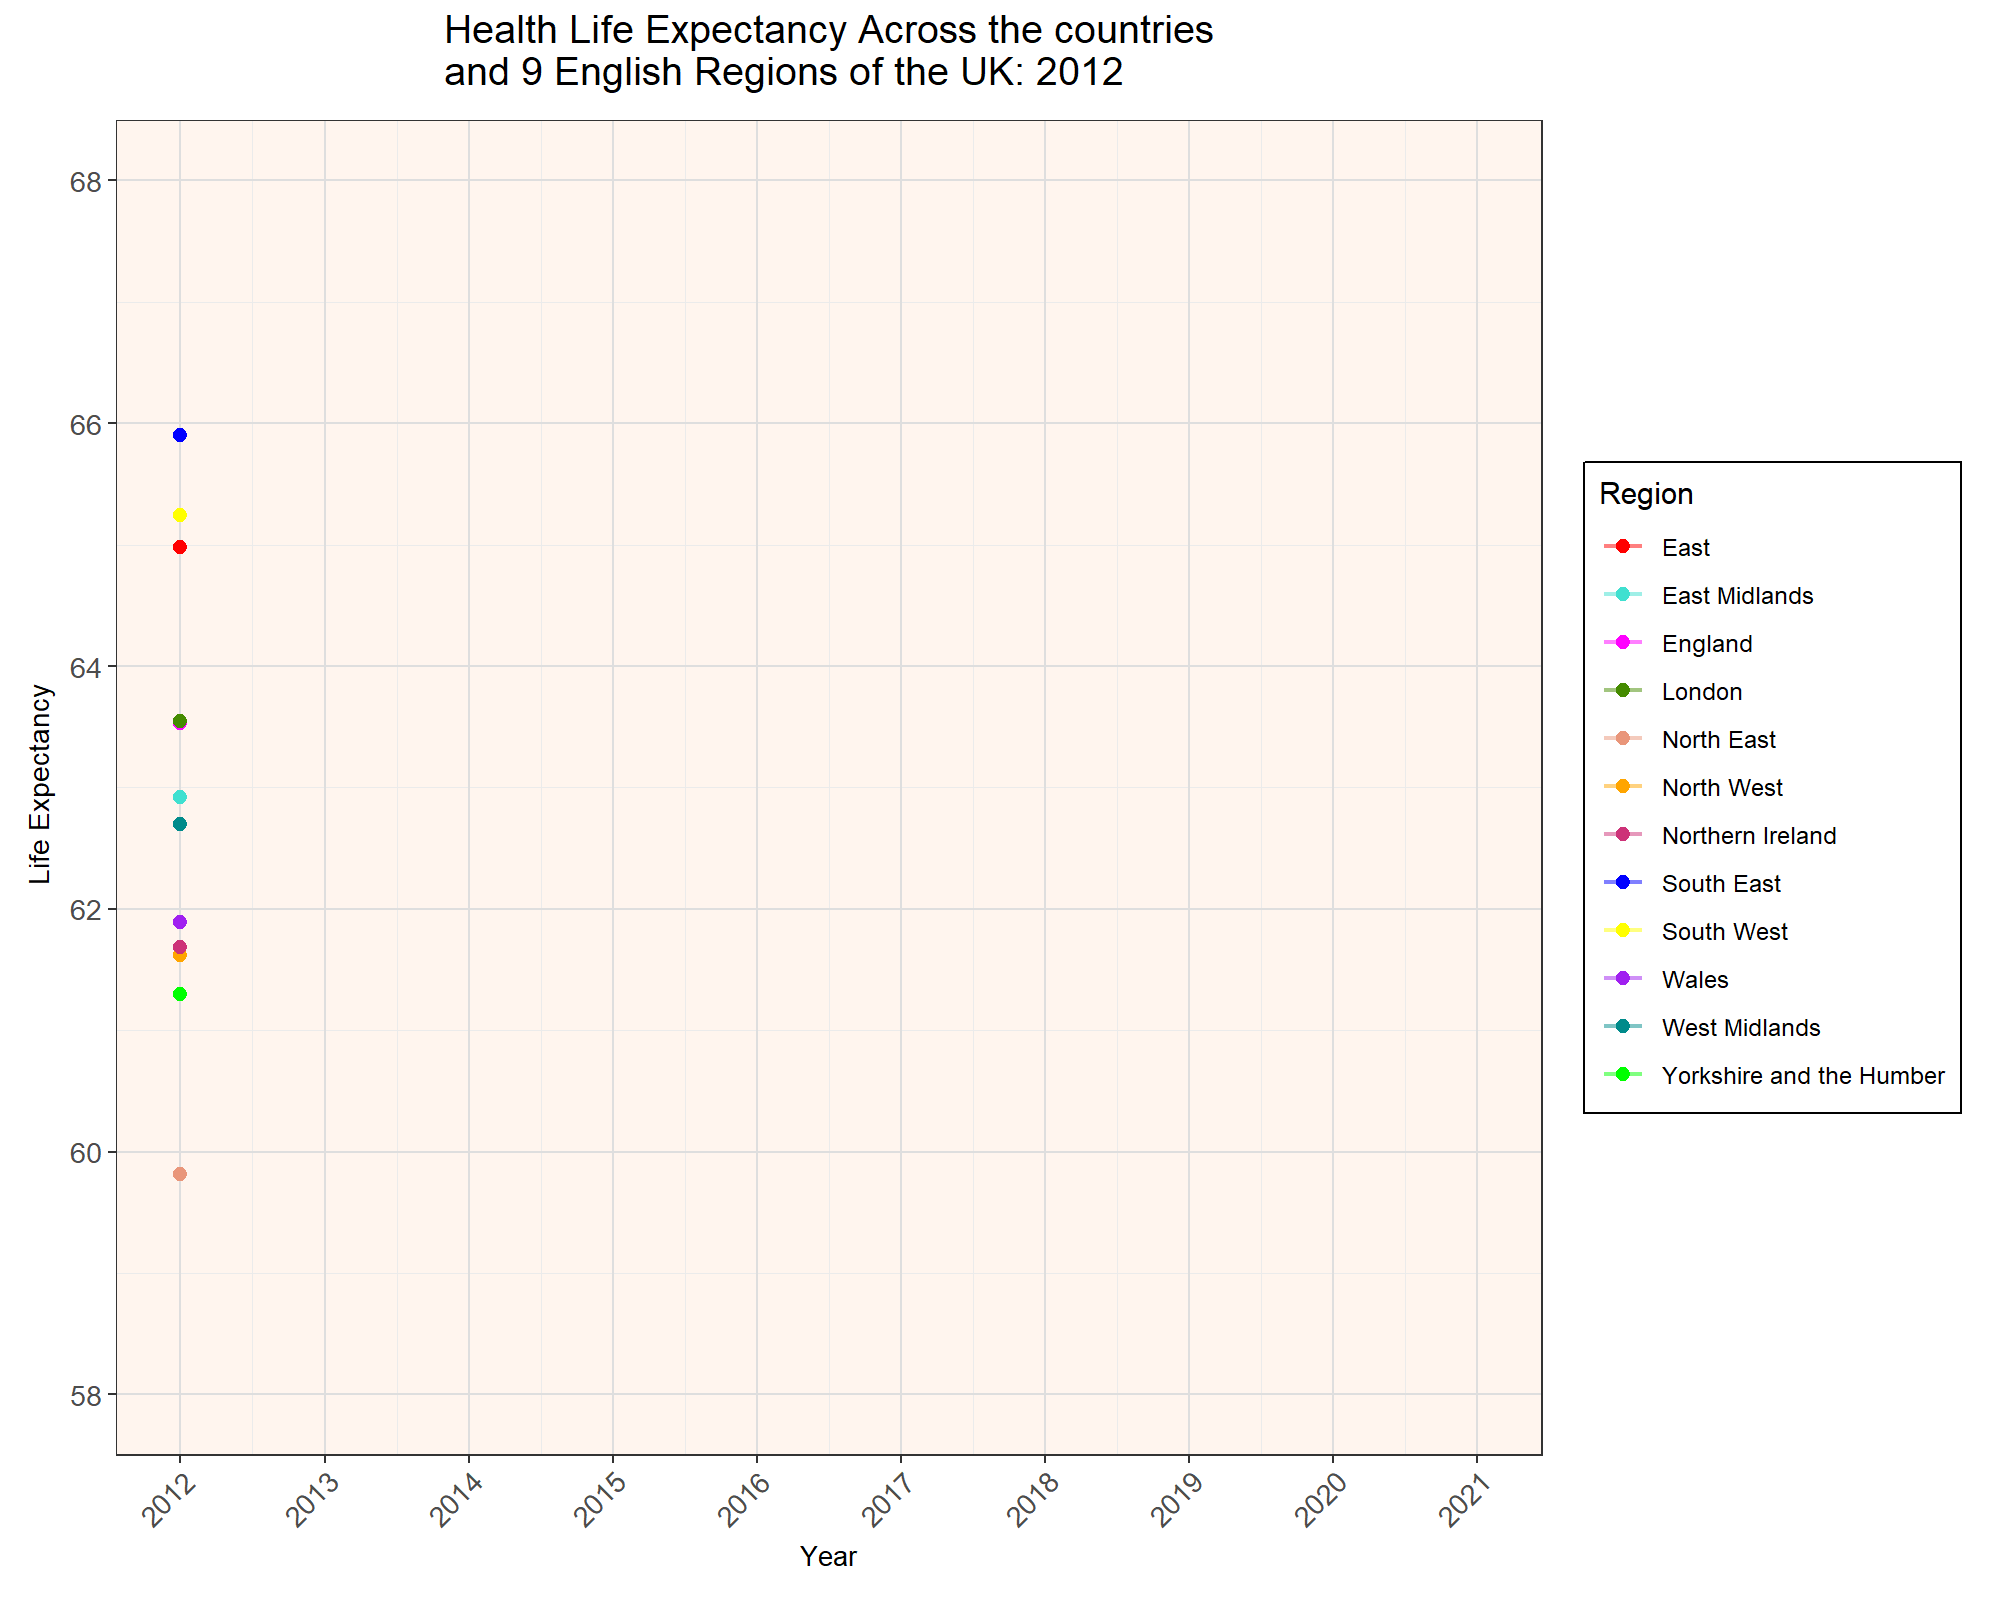 Health Life Expectancy Across the countries
and 9 English Regions of the UK: 2012
68
66
64
62
60
58
Life Expectancy
2012
2013
2014
2015
2016
2017
2018
2019
2020
2021
Year
Region
East
East Midlands
England
London
North East
North West
Northern Ireland
South East
South West
Wales
West Midlands
Yorkshire and the Humber